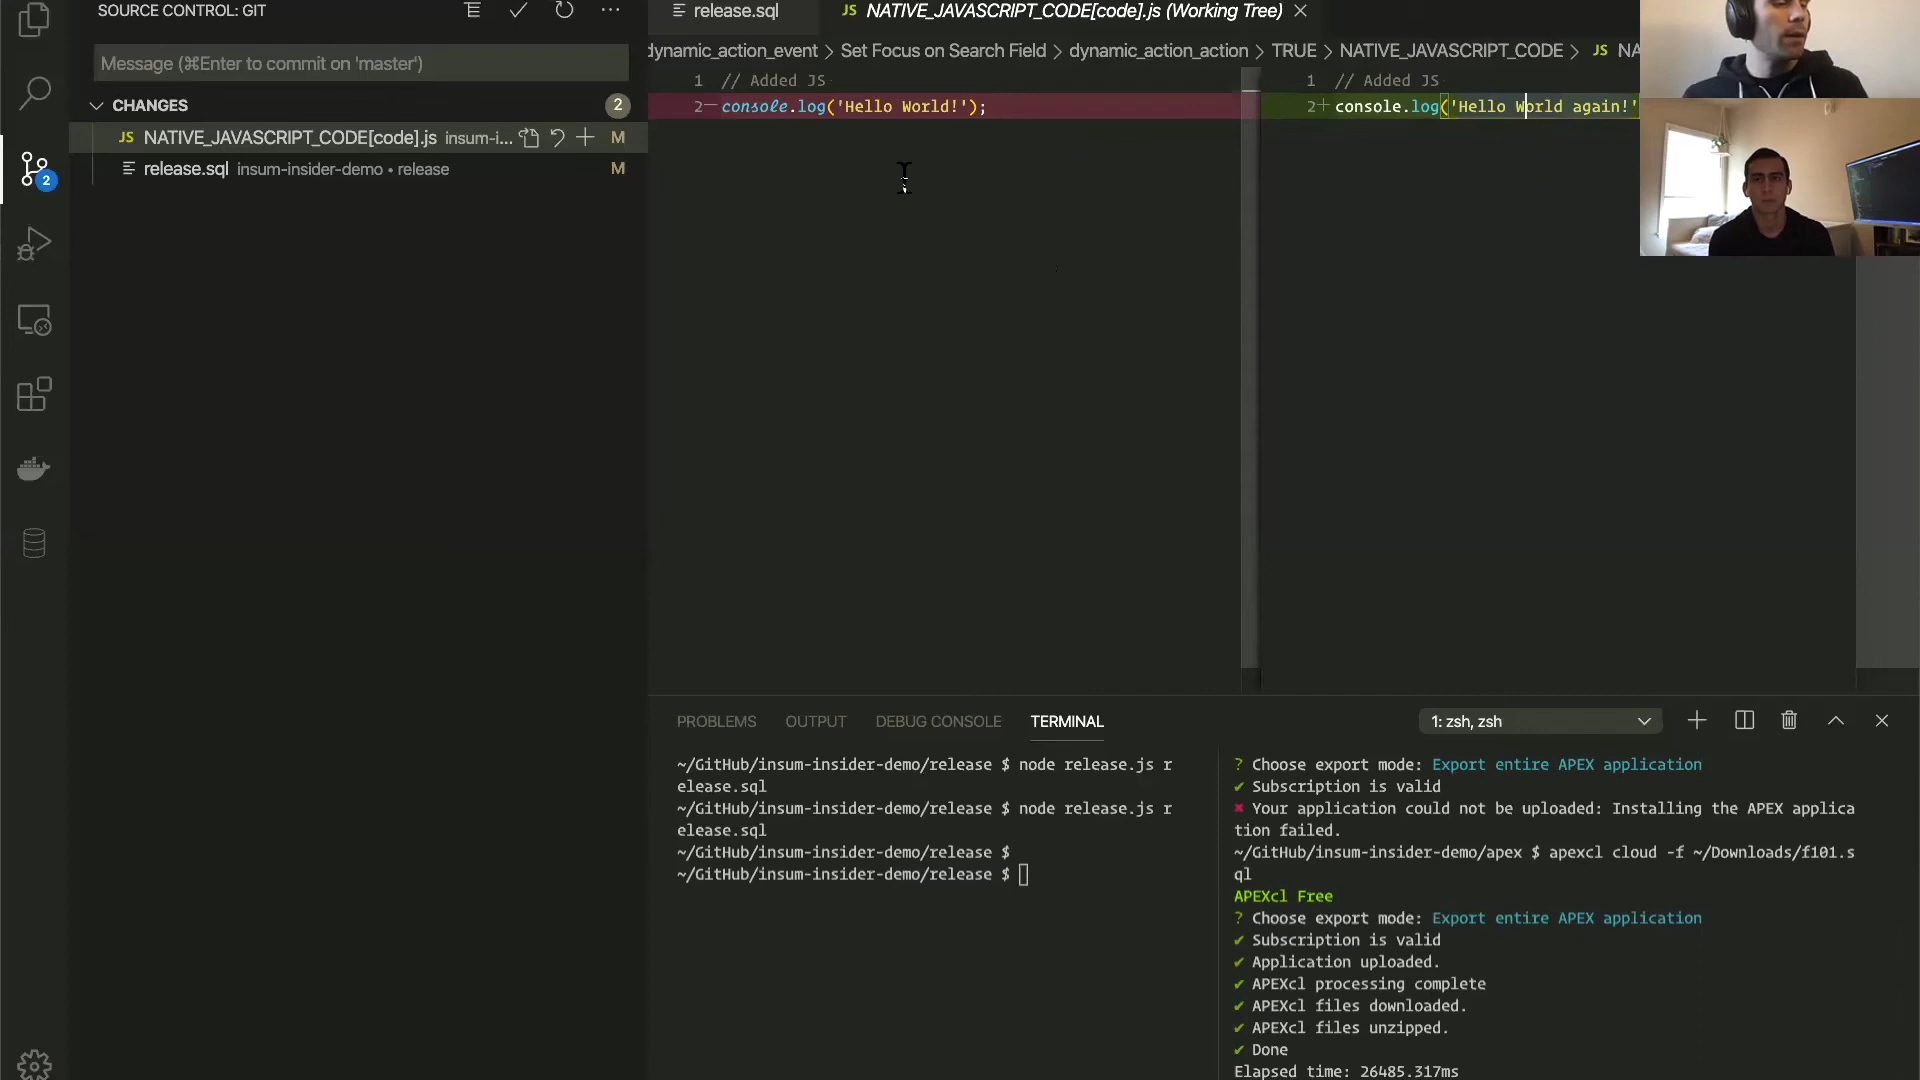 SOURCE CONTROL: GIT
Message (⌘Enter to commit on 'master')
CHANGES
2
JS NATIVE_JAVASCRIPT_CODE[code].js insum-i... M
release.sql insum-insider-demo • release M
2
release.sql
JS NATIVE_JAVASCRIPT_CODE[code].js (Working Tree)
dynamic_action_event > Set Focus on Search Field > dynamic_action_action > TRUE > NATIVE_JAVASCRIPT_CODE > JS NA
1 // Added JS
2— console.log('Hello World!');
1 // Added JS
2+ console.log('Hello World again!'
PROBLEMS OUTPUT DEBUG CONSOLE TERMINAL
1: zsh, zsh
~/GitHub/insum-insider-demo/release $ node release.js r
elease.sql
~/GitHub/insum-insider-demo/release $ node release.js r
elease.sql
~/GitHub/insum-insider-demo/release $
~/GitHub/insum-insider-demo/release $
? Choose export mode: Export entire APEX application
✔ Subscription is valid
✖ Your application could not be uploaded: Installing the APEX applica
tion failed.
~/GitHub/insum-insider-demo/apex $ apexcl cloud -f ~/Downloads/f101.s
ql
APEXcl Free
? Choose export mode: Export entire APEX application
✔ Subscription is valid
✔ Application uploaded.
✔ APEXcl processing complete
✔ APEXcl files downloaded.
✔ APEXcl files unzipped.
✔ Done
Elapsed time: 26485.317ms